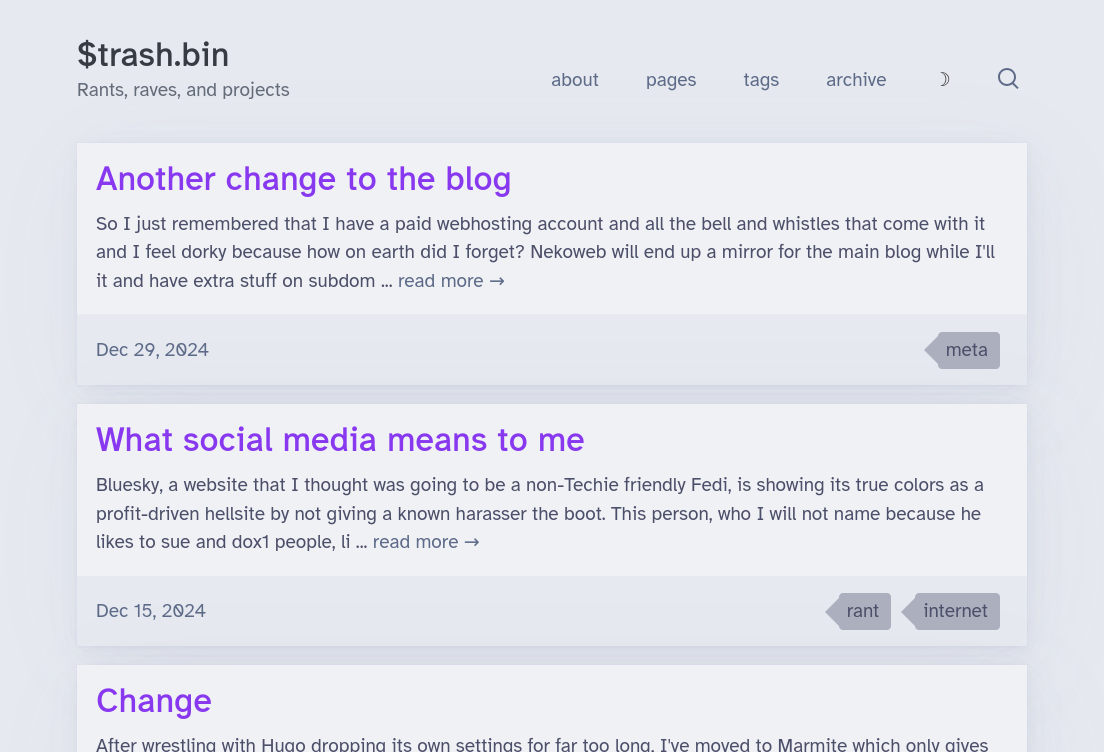 $trash.bin
Rants, raves, and projects
about pages tags archive
Another change to the blog
So I just remembered that I have a paid webhosting account and all the bell and whistles that come with it
and I feel dorky because how on earth did I forget? Nekoweb will end up a mirror for the main blog while I'll
it and have extra stuff on subdom ... read more →
Dec 29, 2024
meta
What social media means to me
Bluesky, a website that I thought was going to be a non-Techie friendly Fedi, is showing its true colors as a
profit-driven hellsite by not giving a known harasser the boot. This person, who I will not name because he
likes to sue and dox1 people, li ... read more →
Dec 15, 2024
rant internet
Change
After wrestling with Hugo dropping its own settings for far too long, I've moved to Marmite which only gives